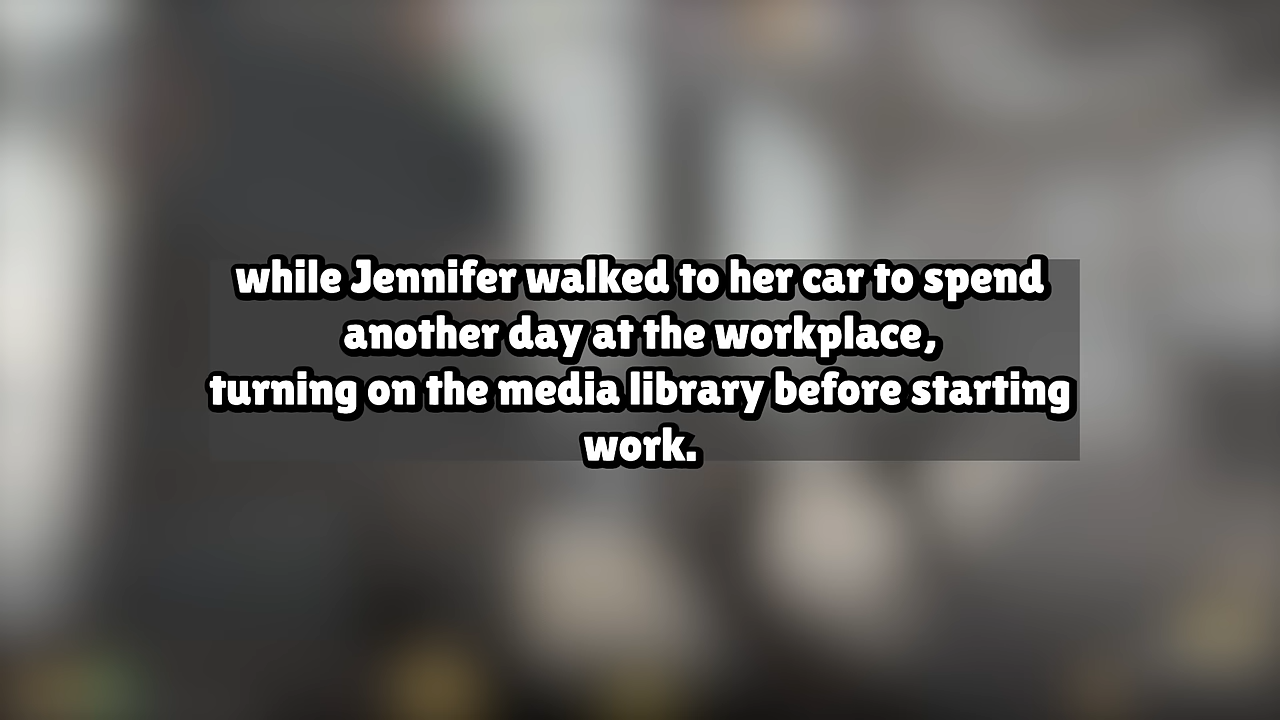 while Jennifer walked to her car to spend
another day at the workplace,
turning on the media library before starting
work.